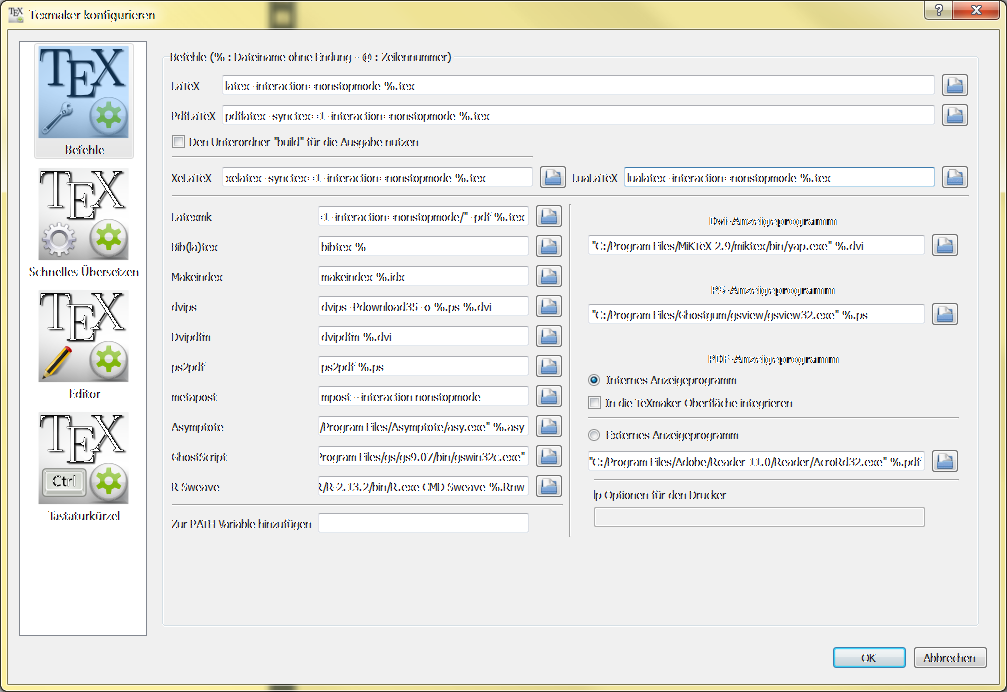 Texmaker konfigurieren
Befehle
Schnelles Übersetzen
Editor
Ctrl
Tastaturkürzel
Befehle (% : Dateiname ohne Endung - @ : Zeilennummer)
LaTeX latex -interaction=nonstopmode %.tex
PdfLaTeX pdflatex -synctex=1 -interaction=nonstopmode %.tex
Den Unterordner "build" für die Ausgabe nutzen
XeLaTeX xelatex -synctex=1 -interaction=nonstopmode %.tex LuaLaTeX lualatex -interaction=nonstopmode %.tex
Latexmk =1 -interaction=nonstopmode/" -pdf %.tex
Bib(la)tex bibtex %
Makeindex makeindex %.idx
dvips dvips -Pdownload35 -o %.ps %.dvi
Dvipdfm dvipdfm %.dvi
ps2pdf ps2pdf %.ps
metapost mpost --interaction nonstopmode
Asymptote /Program Files/Asymptote/asy.exe" %.asy
GhostScript Program Files/gs/gs9.07/bin/gswin32c.exe"
R Sweave R/R-2.13.2/bin/R.exe CMD Sweave %.Rnw
Zur PATH Variable hinzufügen
Dvi-Anzeigeprogramm
"C:/Program Files/MiKTeX 2.9/miktex/bin/yap.exe" %.dvi
PS-Anzeigeprogramm
"C:/Program Files/Ghostgum/gsview/gsview32.exe" %.ps
PDF-Anzeigeprogramm
Internes Anzeigeprogramm
In die TeXmaker Oberfläche integrieren
Externes Anzeigeprogramm
"C:/Program Files/Adobe/Reader 11.0/Reader/AcroRd32.exe" %.pdf
lp Optionen für den Drucker
OK Abbrechen